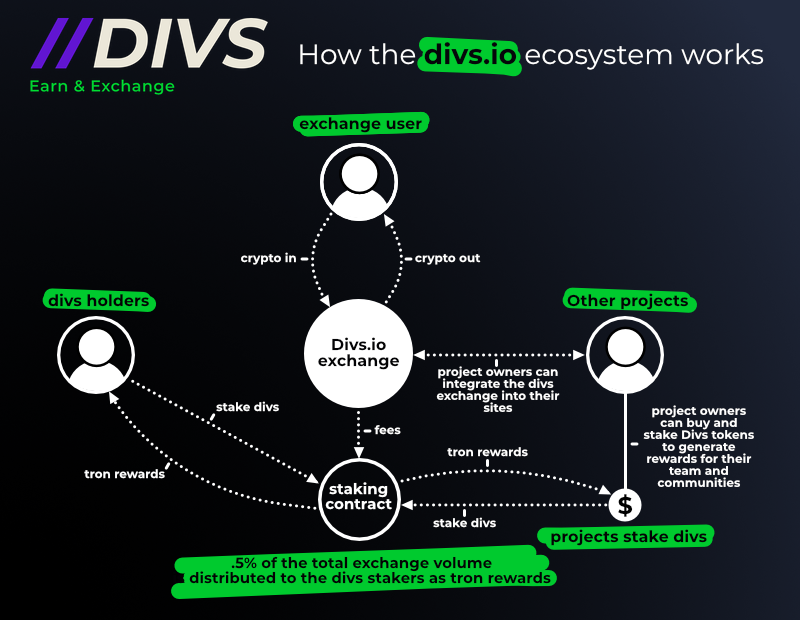 //DIVS
Earn & Exchange
How the divs.io ecosystem works
exchange user
crypto in
crypto out
divs holders
Other projects
Divs.io
exchange
project owners can
integrate the divs
exchange into their
sites
stake divs
fees
project owners
can buy and
stake Divs tokens
to generate
rewards for their
team and
communities
tron rewards
tron rewards
staking
contract
$
stake divs
projects stake divs
.5% of the total exchange volume
distributed to the divs stakers as tron rewards